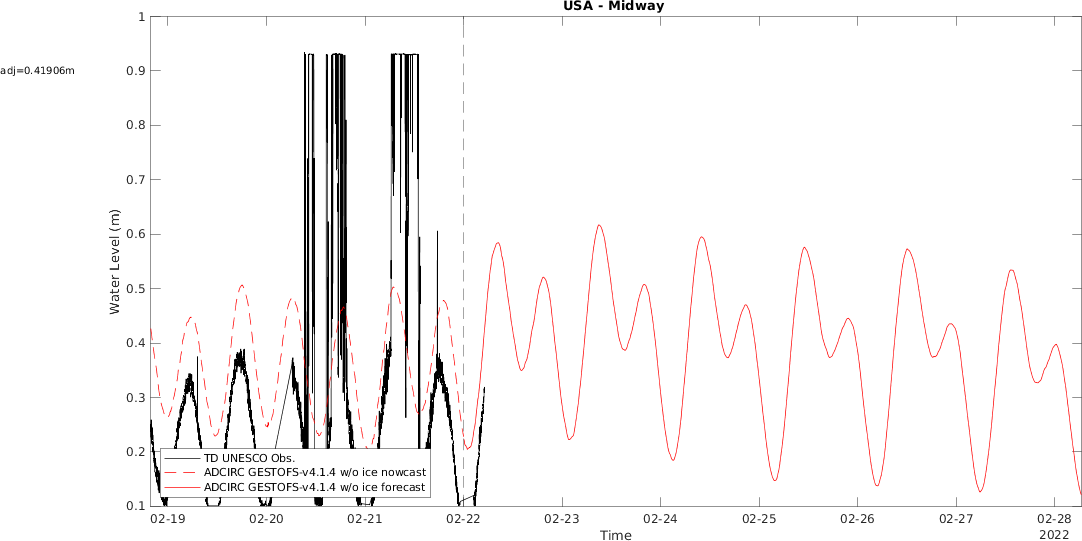 USA - Midway
adj=0.41906m
Water Level (m)
1
0.9
0.8
0.7
0.6
0.5
0.4
0.3
0.2
0.1
TD UNESCO Obs.
ADCIRC GESTOFS-v4.1.4 w/o ice nowcast
ADCIRC GESTOFS-v4.1.4 w/o ice forecast
02-19 02-20 02-21 02-22 02-23 02-24 02-25 02-26 02-27 02-28
Time 2022